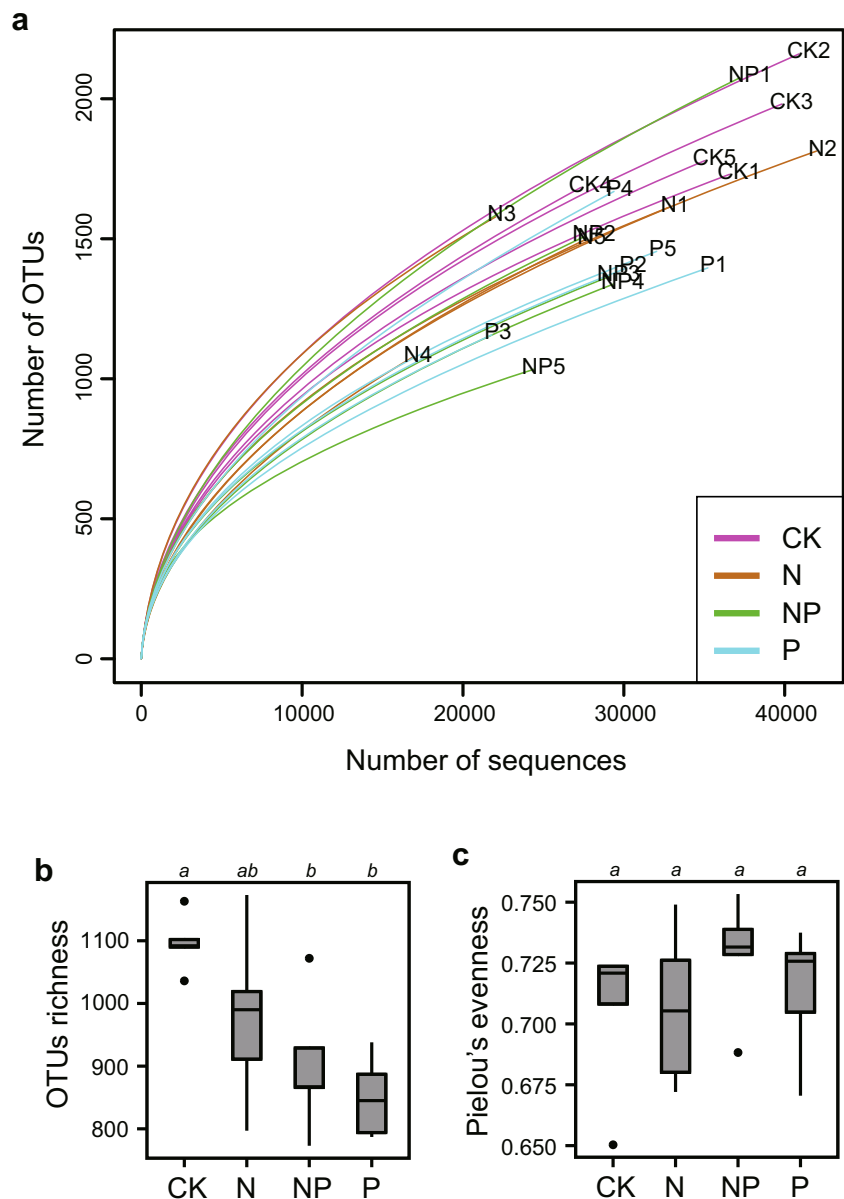 a
Number of OTUs
2000
1500
1000
500
0
CK2
NP1
CK3
N2
CK5
CK1
CK4
P4
N3
N1
NP2
N5
P5
P2
P1
NP3
NP4
P3
N4
NP5
CK
N
NP
P
0 10000 20000 30000 40000
Number of sequences
b
a ab b b
OTUs richness
1100
1000
900
800
CK N NP P
c
a a a a
Pielou's evenness
0.750
0.725
0.700
0.675
0.650
CK N NP P